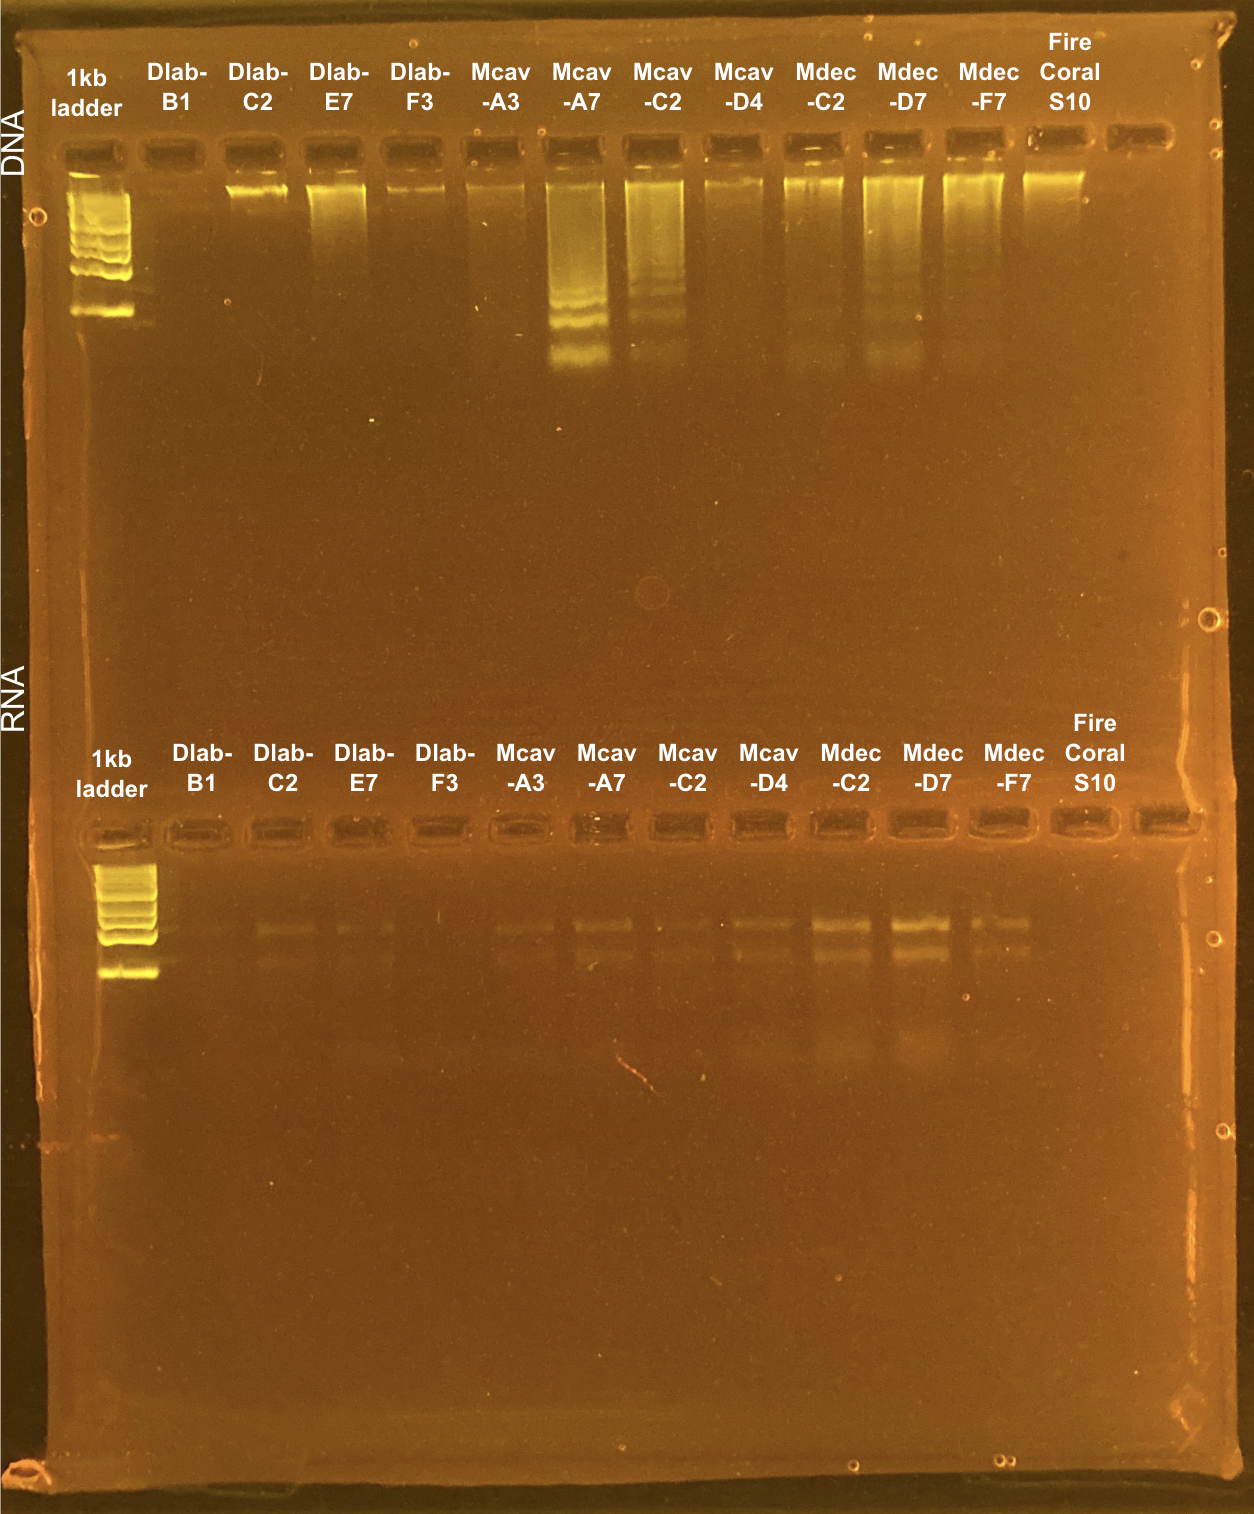 DNA
1kb
ladder
Dlab-
B1
Dlab-
C2
Dlab-
E7
Dlab-
F3
Mcav
-A3
Mcav
-A7
Mcav
-C2
Mcav
-D4
Mdec
-C2
Mdec
-D7
Mdec
-F7
Fire
Coral
S10
RNA
1kb
ladder
Dlab-
B1
Dlab-
C2
Dlab-
E7
Dlab-
F3
Mcav
-A3
Mcav
-A7
Mcav
-C2
Mcav
-D4
Mdec
-C2
Mdec
-D7
Mdec
-F7
Fire
Coral
S10